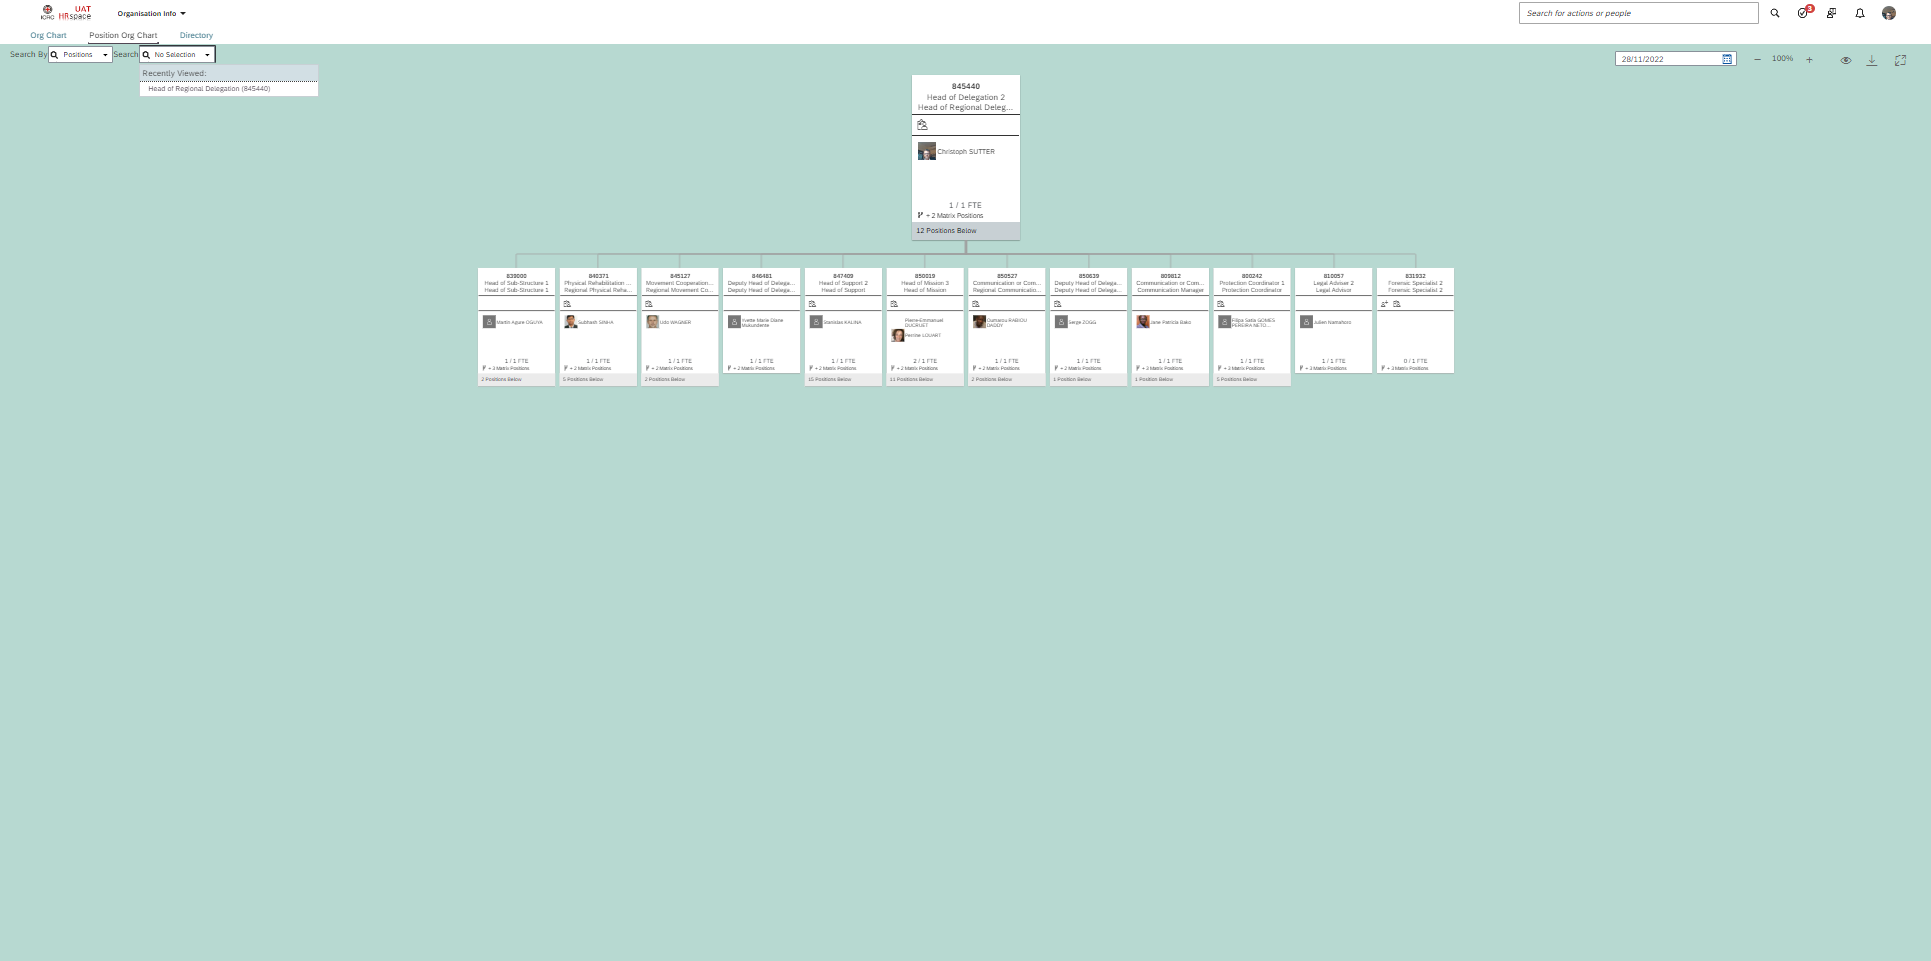 ICRC
UAT
HRspace
Organisation Info
Search for actions or people
3
Org Chart
Position Org Chart
Directory
Search By
Positions
Search
No Selection
28/11/2022
100%
Recently Viewed:
Head of Regional Delegation (845440)
845440
Head of Delegation 2
Head of Regional Deleg...
Christoph SUTTER
1 / 1 FTE
+ 2 Matrix Positions
12 Positions Below
839000
Head of Sub-Structure 1
Head of Sub-Structure 1
Martin Agure OGUYA
1 / 1 FTE
+ 2 Matrix Positions
2 Positions Below
840371
Physical Rehabilitation ...
Regional Physical Reha...
Subhash SINHA
1 / 1 FTE
+ 2 Matrix Positions
5 Positions Below
845127
Movement Cooperation...
Regional Movement Co...
Udo WAGNER
1 / 1 FTE
+ 2 Matrix Positions
2 Positions Below
846481
Deputy Head of Delega...
Deputy Head of Delega...
Yvette Marie Diane
Mukundente
1 / 1 FTE
+ 2 Matrix Positions
847409
Head of Support 2
Head of Support
Stanislas KALINA
1 / 1 FTE
+ 2 Matrix Positions
15 Positions Below
850019
Head of Mission 3
Head of Mission
Pierre-Emmanuel
DUCRUET
Perrine LOUART
2 / 1 FTE
+ 2 Matrix Positions
11 Positions Below
850527
Communication or Com...
Regional Communicatio...
Oumarou RABIOU
DADDY
1 / 1 FTE
+ 2 Matrix Positions
2 Positions Below
850639
Deputy Head of Delega...
Deputy Head of Delega...
Serge ZOGG
1 / 1 FTE
+ 2 Matrix Positions
1 Position Below
809812
Communication or Com...
Communication Manager
Jane Patricia Bako
1 / 1 FTE
+ 3 Matrix Positions
1 Position Below
800242
Protection Coordinator 1
Protection Coordinator
Filipa Saba GOMES
PEREIRA NETO...
1 / 1 FTE
+ 3 Matrix Positions
5 Positions Below
810057
Legal Adviser 2
Legal Advisor
Julien Namahoro
1 / 1 FTE
+ 3 Matrix Positions
831932
Forensic Specialist 2
Forensic Specialist 2
0 / 1 FTE
+ 3 Matrix Positions